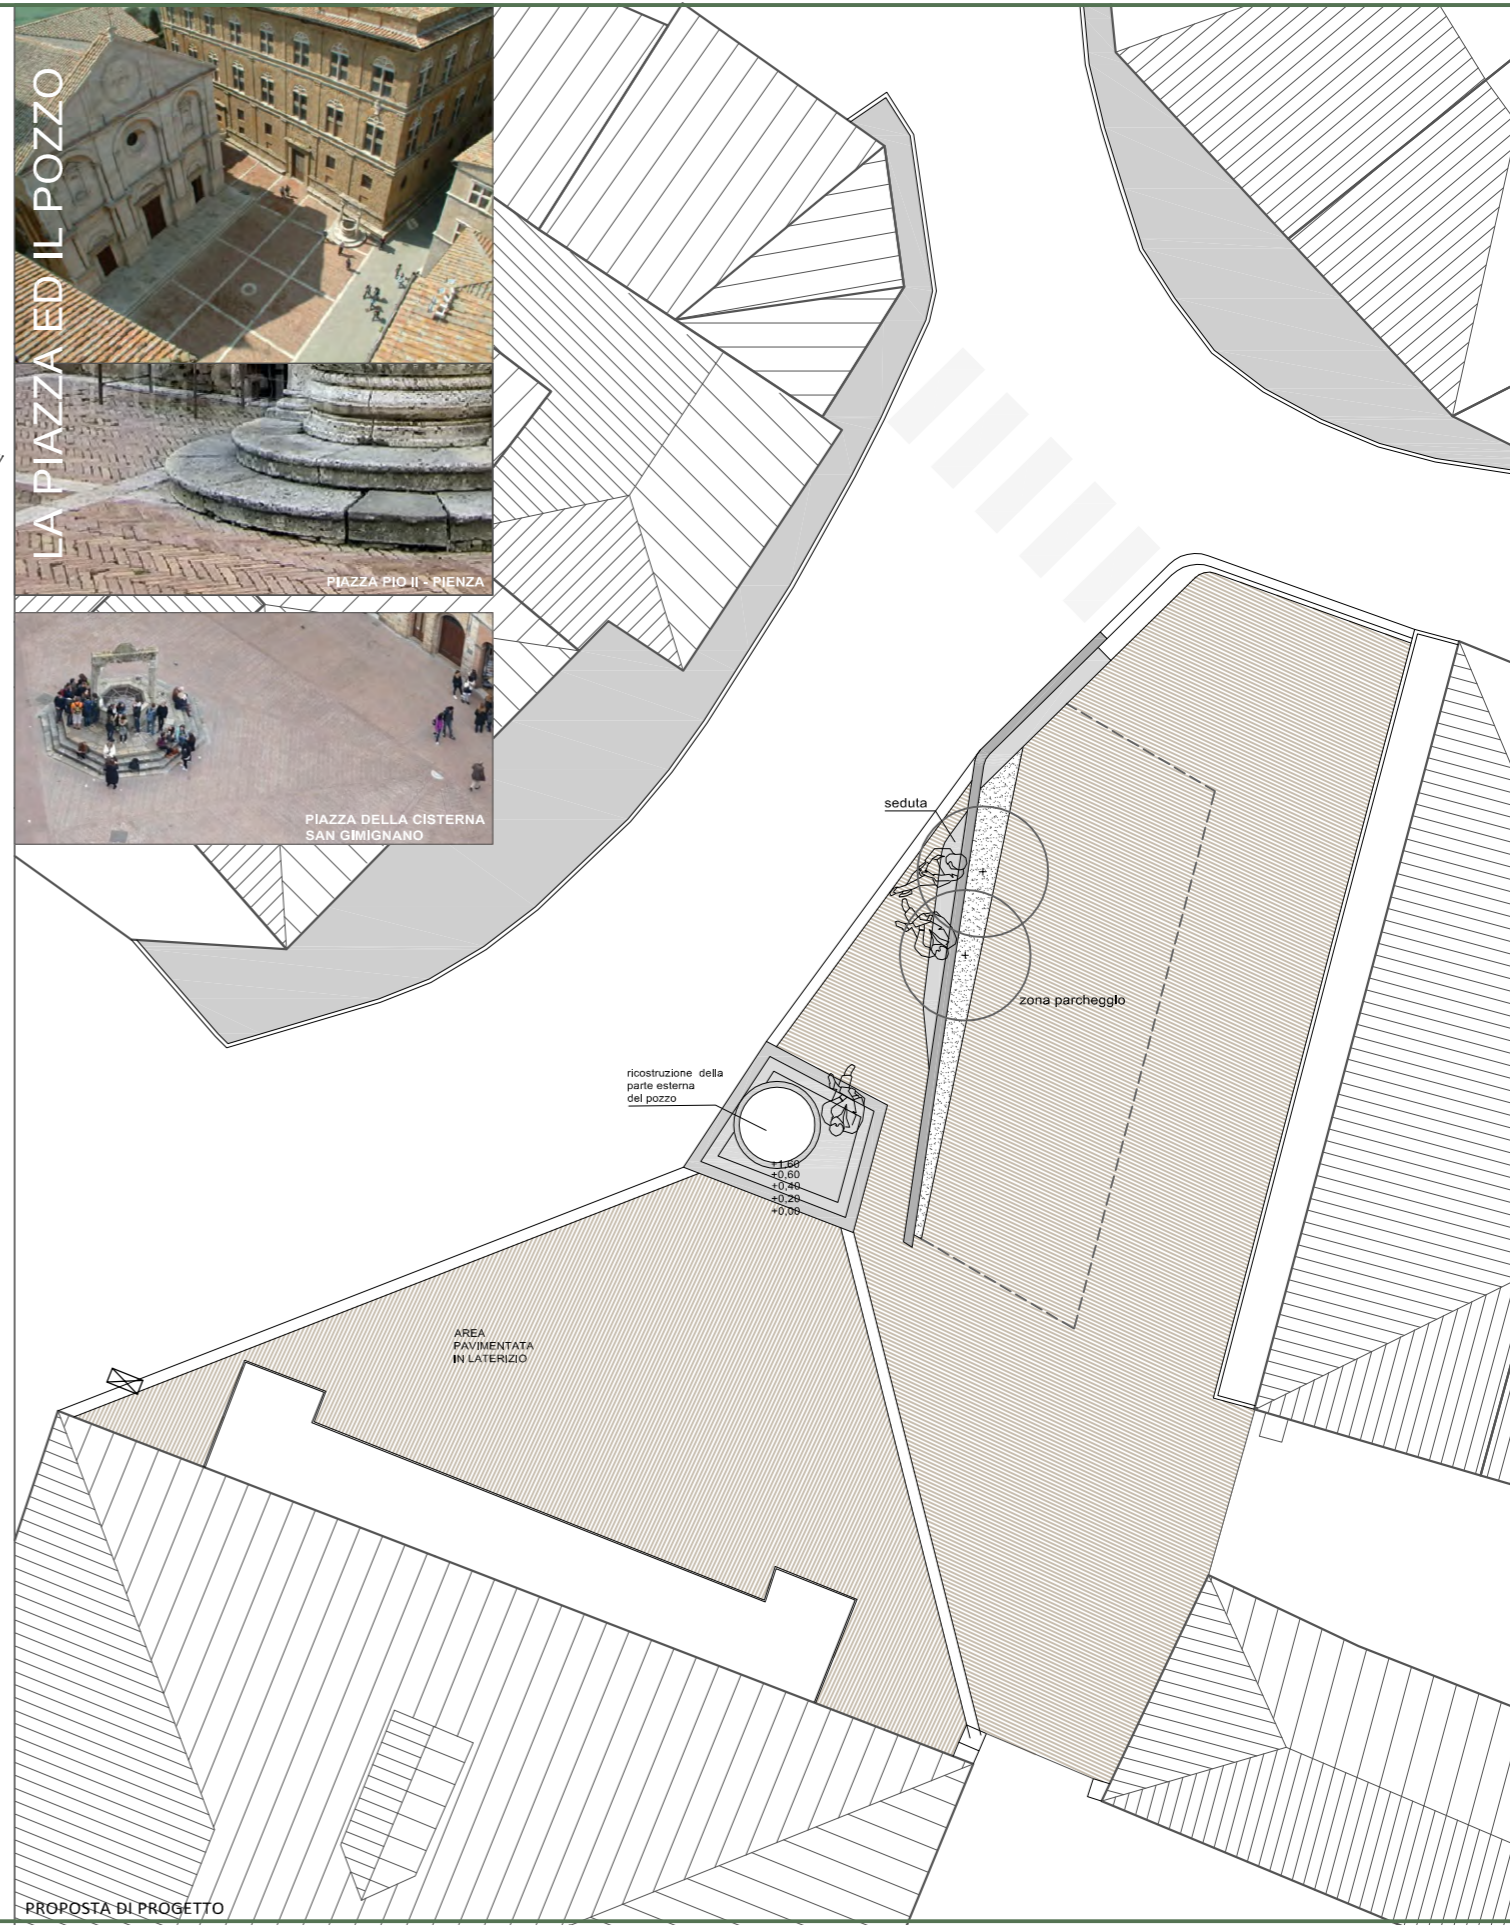 LA PIAZZA ED IL POZZO
PIAZZA PIO II - PIENZA
PIAZZA DELLA CISTERNA
SAN GIMIGNANO
seduta
zona parcheggio
ricostruzione della
parte esterna
del pozzo
+1,60
+0,60
+0,40
+0,20
+0,00
AREA
PAVIMENTATA
IN LATERIZIO
PROPOSTA DI PROGETTO